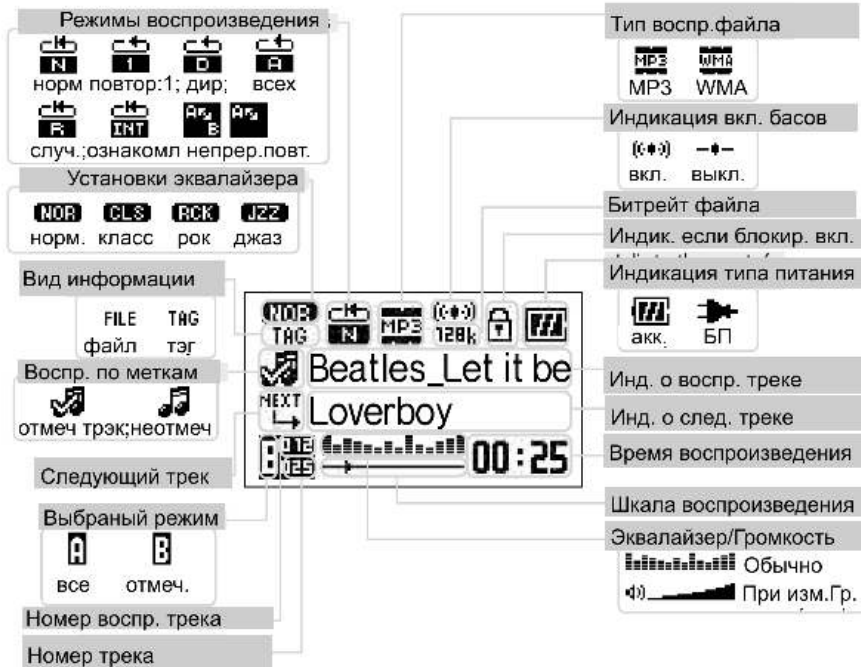 Режимы воспроизведения
N 1 D A
норм повтор:1; дир; всех
R INT A B A
случ.;ознакомл непрер.повт.
Установки эквалайзера
NOR CLS RCK JZZ
норм. класс рок джаз
Вид информации
FILE TAG
файл тэг
Воспр. по меткам
отмеч трэк;неотмеч
Следующий трек
Выбраный режим
A B
все отмеч.
Номер воспр. трека
Номер трека
NOR N MP3 128k
TAG
Beatles_Let it be
NEXT Loverboy
012
025
00:25
Тип воспр.файла
MP3 WMA
MP3 WMA
Индикация вкл. басов
вкл. выкл.
Битрейт файла
Индик. если блокир. вкл.
Индикация типа питания
акк. БП
Инд. о воспр. треке
Инд. о след. треке
Время воспроизведения
Шкала воспроизведения
Эквалайзер/Громкость
Обычно
При изм.Гр.